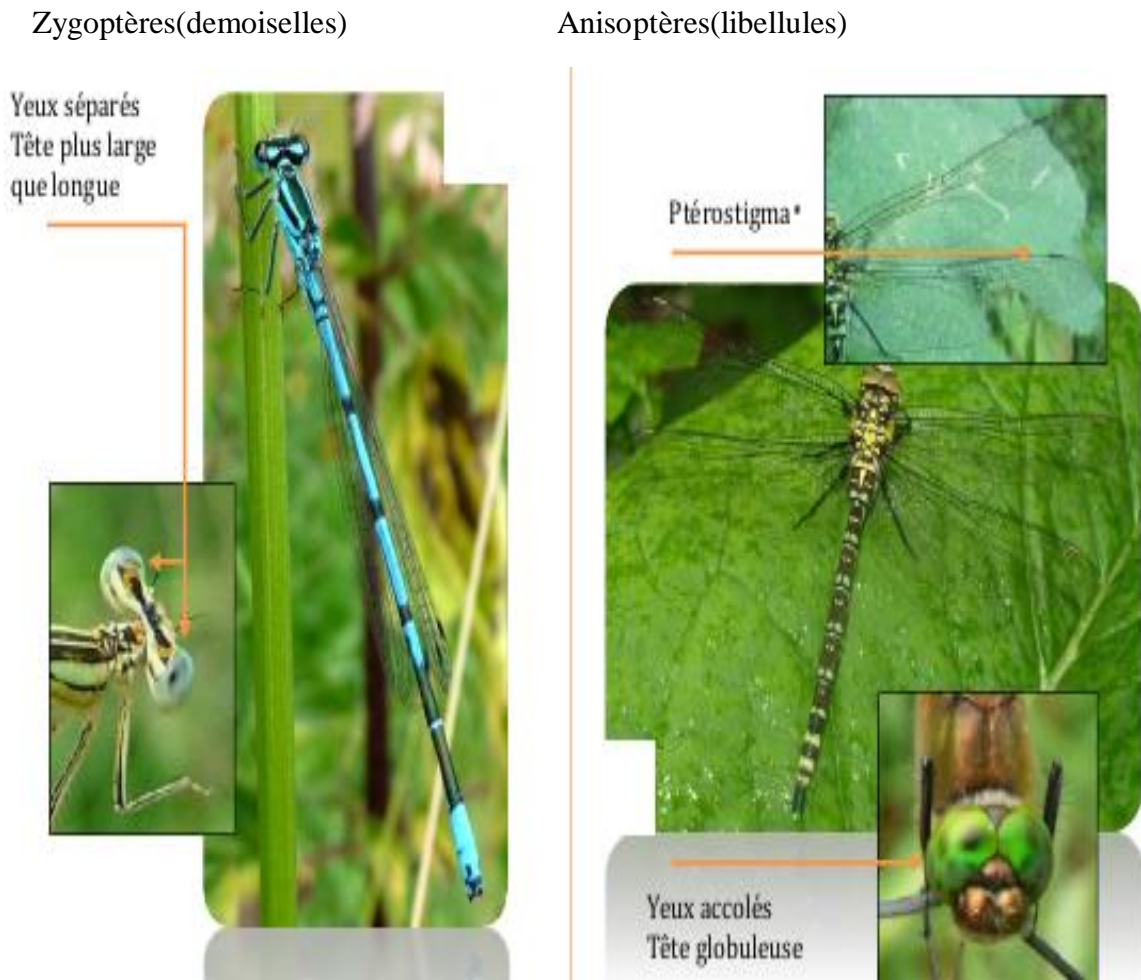 Zygoptères(demoiselles)
Anisoptères(libellules)
Yeux séparés
Tête plus large
que longue
Ptérostigma*
Yeux accolés
Tête globuleuse